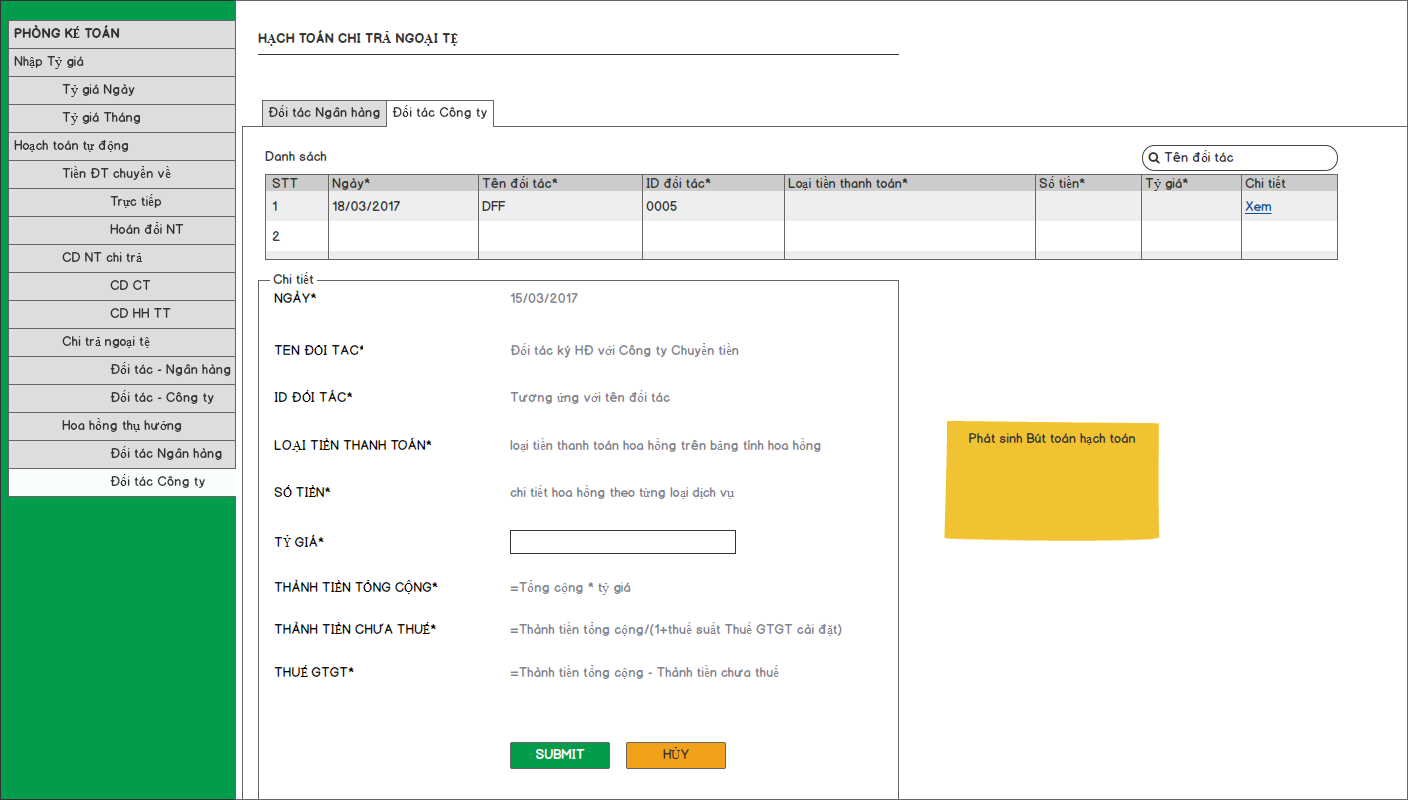 PHÒNG KẾ TOÁN
Nhập Tỷ giá
Tỷ giá Ngày
Tỷ giá Tháng
Hoạch toán tự động
Tiền ĐT chuyển về
Trực tiếp
Hoán đổi NT
CD NT chi trả
CD CT
CD HH TT
Chi trả ngoại tệ
Đối tác - Ngân hàng
Đối tác - Công ty
Hoa hồng thụ hưởng
Đối tác Ngân hàng
Đối tác Công ty
HẠCH TOÁN CHI TRẢ NGOẠI TỆ
Đối tác Ngân hàng Đối tác Công ty
Danh sách
Tên đối tác
STT Ngày* Tên đối tác* ID đối tác* Loại tiền thanh toán* Số tiền* Tỷ giá* Chi tiết
1 18/03/2017 DFF 0005 Xem
2
Chi tiết
NGÀY* 15/03/2017
TÊN ĐỐI TÁC* Đối tác ký HĐ với Công ty Chuyển tiền
ID ĐỐI TÁC* Tương ứng với tên đối tác
LOẠI TIỀN THANH TOÁN* loại tiền thanh toán hoa hồng trên bảng tính hoa hồng
SỐ TIỀN* chi tiết hoa hồng theo từng loại dịch vụ
TỶ GIÁ*
THÀNH TIỀN TỔNG CỘNG* =Tổng cộng * tỷ giá
THÀNH TIỀN CHƯA THUẾ* =Thành tiền tổng cộng/(1+thuế suất Thuế GTGT cài đặt)
THUẾ GTGT* =Thành tiền tổng cộng - Thành tiền chưa thuế
SUBMIT HỦY
Phát sinh Bút toán hạch toán